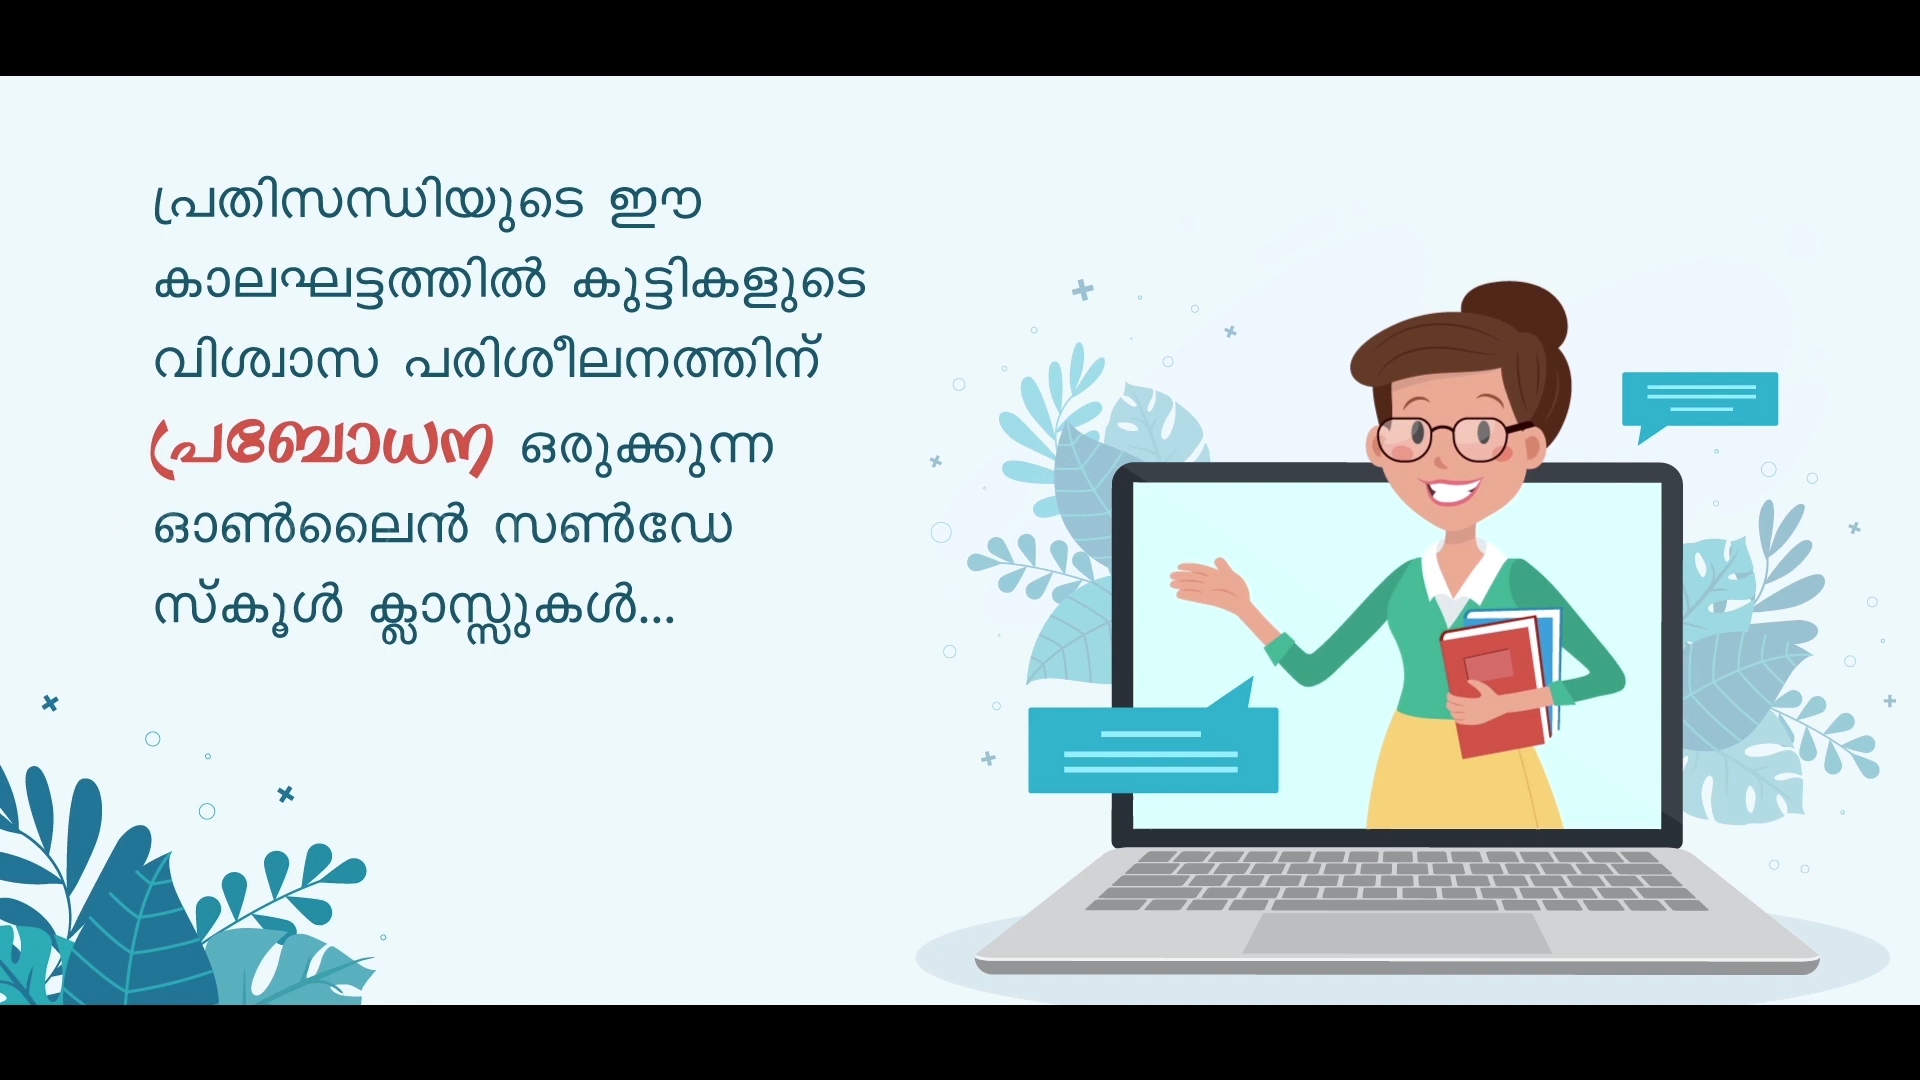 പ്രതിസന്ധിയുടെ ഈ
കാലഘട്ടത്തിൽ കുട്ടികളുടെ
വിശ്വാസ പരിശീലനത്തിന്
പ്രബോധന ഒരുക്കുന്ന
ഓൺലൈൻ സൺഡേ
സ്കൂൾ ക്ലാസ്സുകൾ...